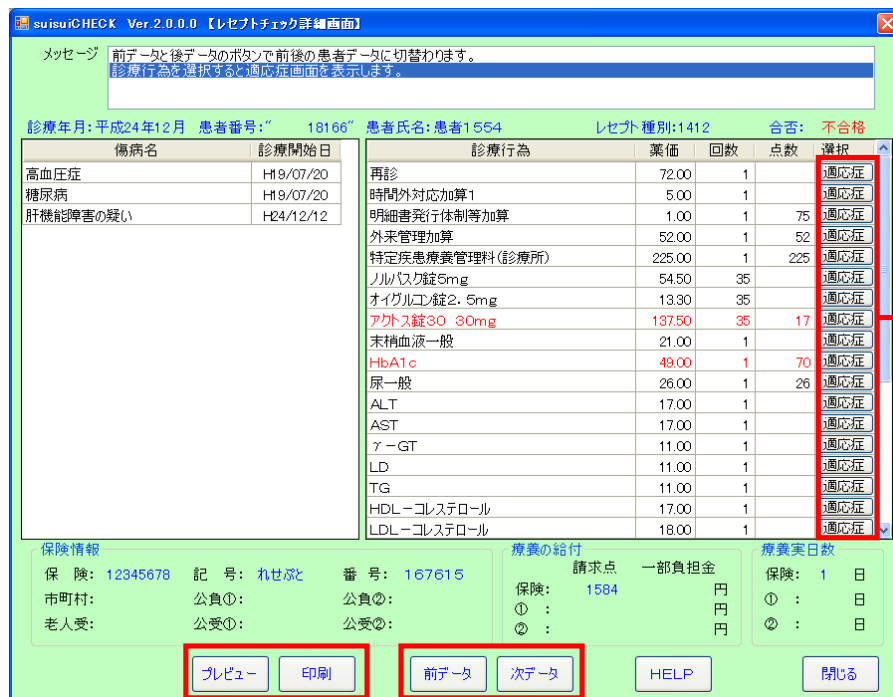 suisuiCHECK Ver.2.0.0.0 【レセプトチェック詳細画面】
メッセージ 前データと後データのボタンで前後の患者データに切替わります。
診療行為を選択すると適応症画面を表示します。
診療年月:平成24年12月 患者番号:" 18166" 患者氏名:患者1554 レセプト種別:1412 合否: 不合格
傷病名 診療開始日 診療行為 薬価 回数 点数 選択
高血圧症 H19/07/20 再診 72.00 1 適応症
糖尿病 H19/07/20 時間外対応加算1 5.00 1 適応症
肝機能障害の疑い H24/12/12 明細書発行体制等加算 1.00 1 75 適応症
外来管理加算 52.00 1 52 適応症
特定疾患療養管理料(診療所) 225.00 1 225 適応症
ノルバスク錠5mg 54.50 35 適応症
オイグルコン錠2.5mg 13.30 35 適応症
アクトス錠30 30mg 137.50 35 17 適応症
末梢血液一般 21.00 1 適応症
HbA1c 49.00 1 70 適応症
尿一般 26.00 1 26 適応症
ALT 17.00 1 適応症
AST 17.00 1 適応症
γ-GT 11.00 1 適応症
LD 11.00 1 適応症
TG 11.00 1 適応症
HDL-コレステロール 17.00 1 適応症
LDL-コレステロール 18.00 1 適応症
保険情報 療養の給付 療養実日数
保 険: 12345678 記 号: れせぷと 番 号: 167615 請求点 一部負担金 保険: 1 日
保険: 1584 円
市町村: 公負①: 公負②: ① : 円 ① : 日
老人受: 公受①: 公受②: ② : 円 ② : 日
プレビュー 印刷 前データ 次データ HELP 閉じる